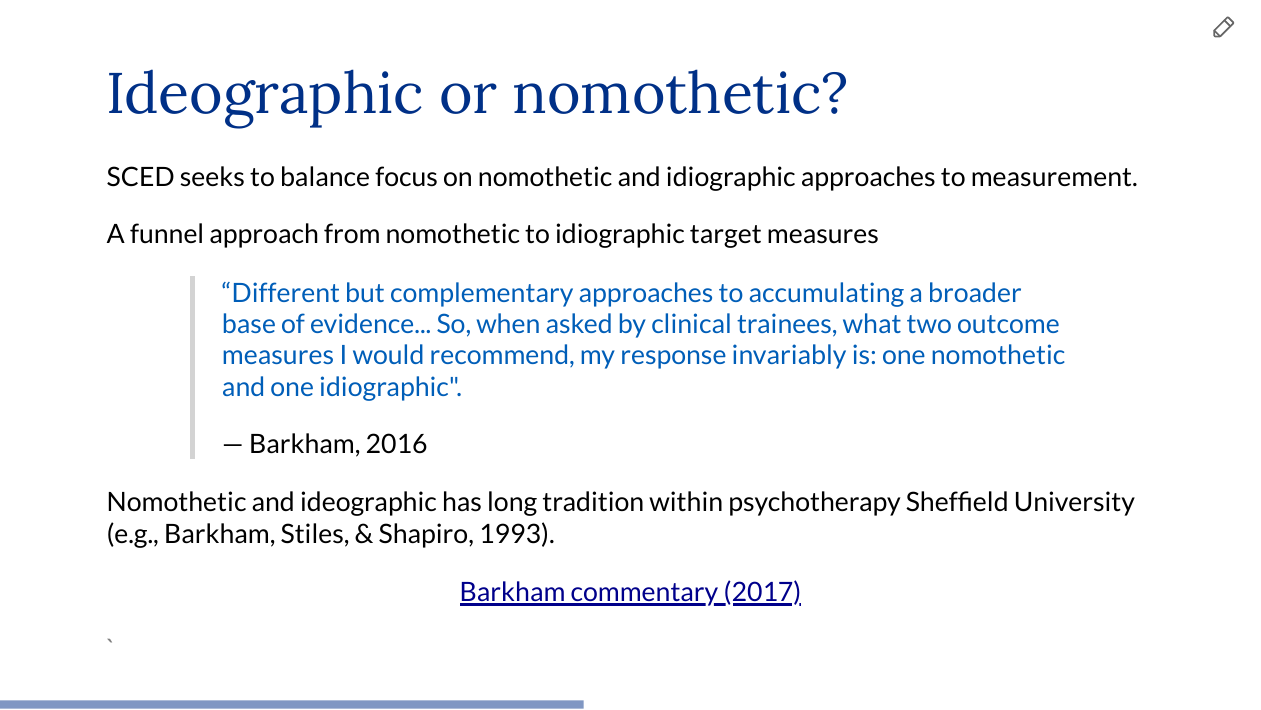 Ideographic or nomothetic?
SCED seeks to balance focus on nomothetic and idiographic approaches to measurement.
A funnel approach from nomothetic to idiographic target measures
“Different but complementary approaches to accumulating a broader
base of evidence... So, when asked by clinical trainees, what two outcome
measures I would recommend, my response invariably is: one nomothetic
and one idiographic".
— Barkham, 2016
Nomothetic and ideographic has long tradition within psychotherapy Sheffield University
(e.g., Barkham, Stiles, & Shapiro, 1993).
Barkham commentary (2017)
`